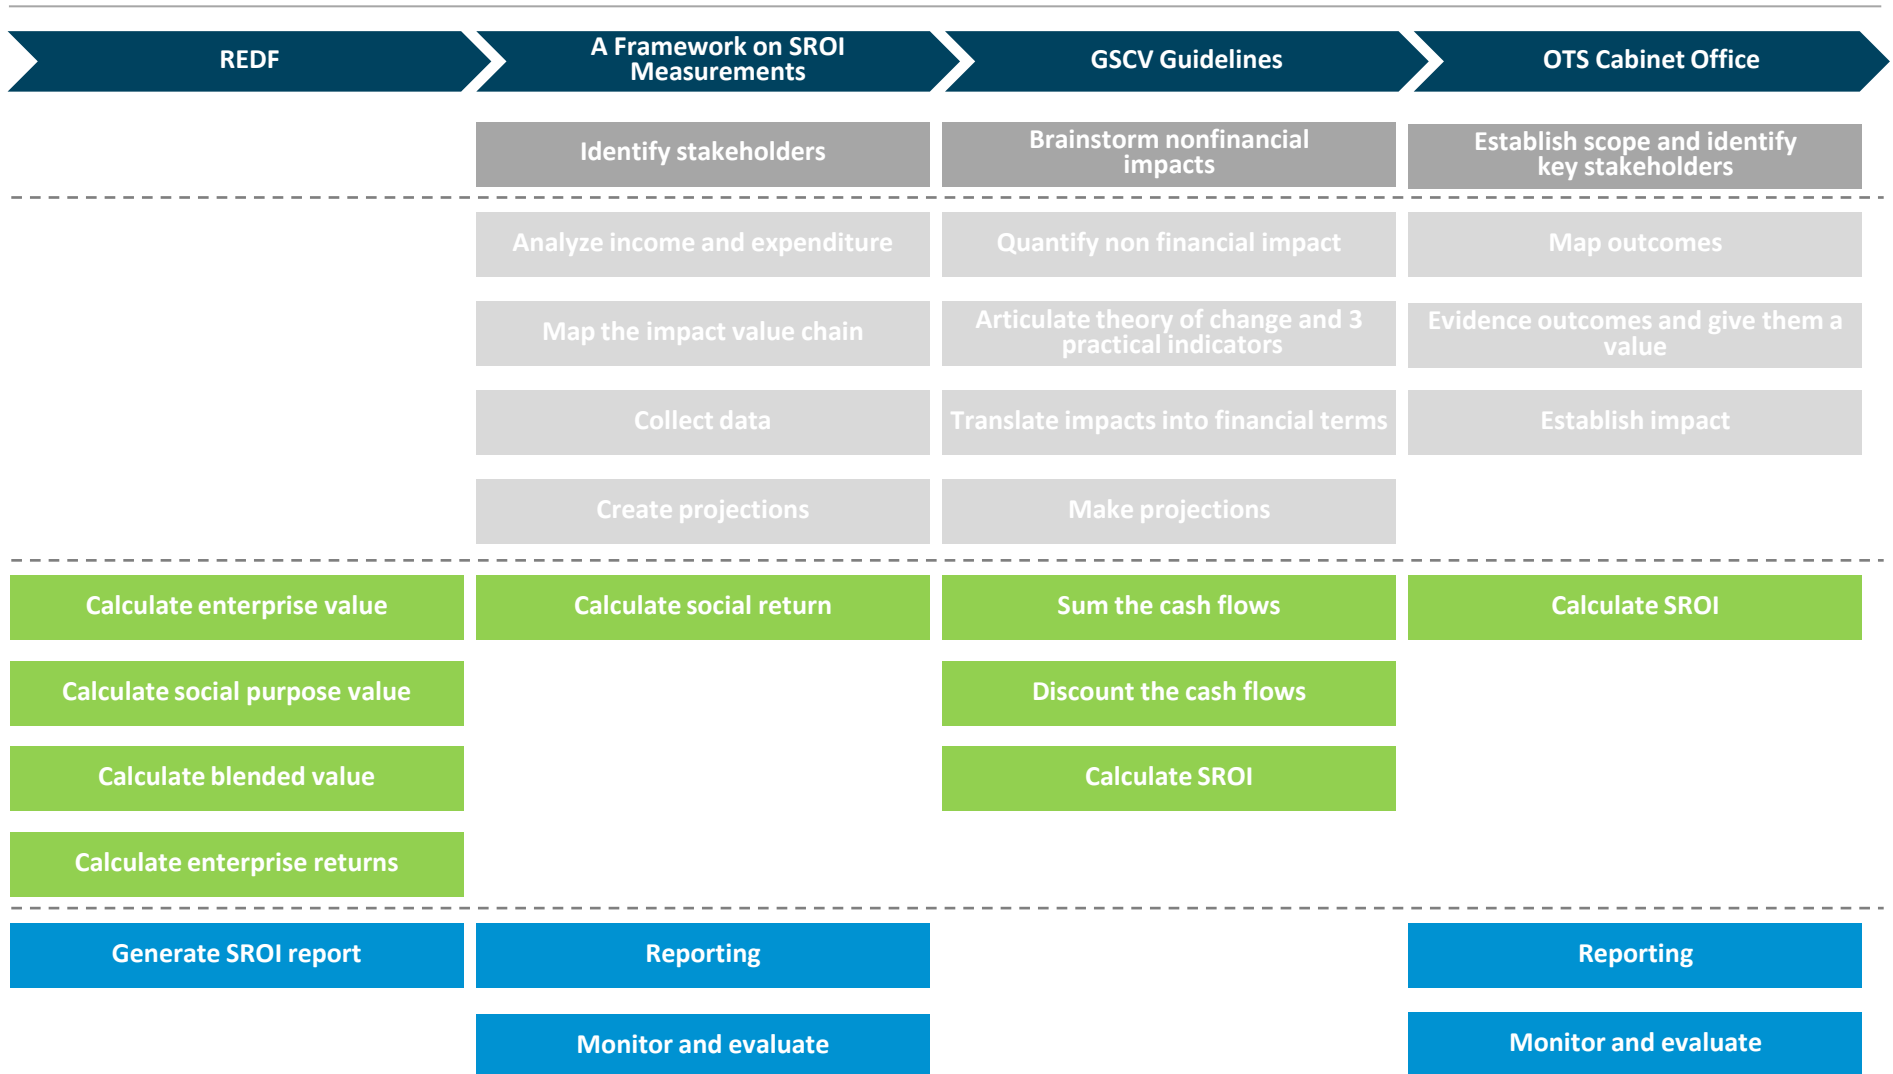 REDF
A Framework on SROI
Measurements
GSCV Guidelines
OTS Cabinet Office
Identify stakeholders
Brainstorm nonfinancial
impacts
Establish scope and identify
key stakeholders
Analyze income and expenditure
Quantify non financial impact
Map outcomes
Map the impact value chain
Articulate theory of change and 3
practical indicators
Evidence outcomes and give them a
value
Collect data
Translate impacts into financial terms
Establish impact
Create projections
Make projections
Calculate enterprise value
Calculate social return
Sum the cash flows
Calculate SROI
Calculate social purpose value
Discount the cash flows
Calculate blended value
Calculate SROI
Calculate enterprise returns
Generate SROI report
Reporting
Reporting
Monitor and evaluate
Monitor and evaluate